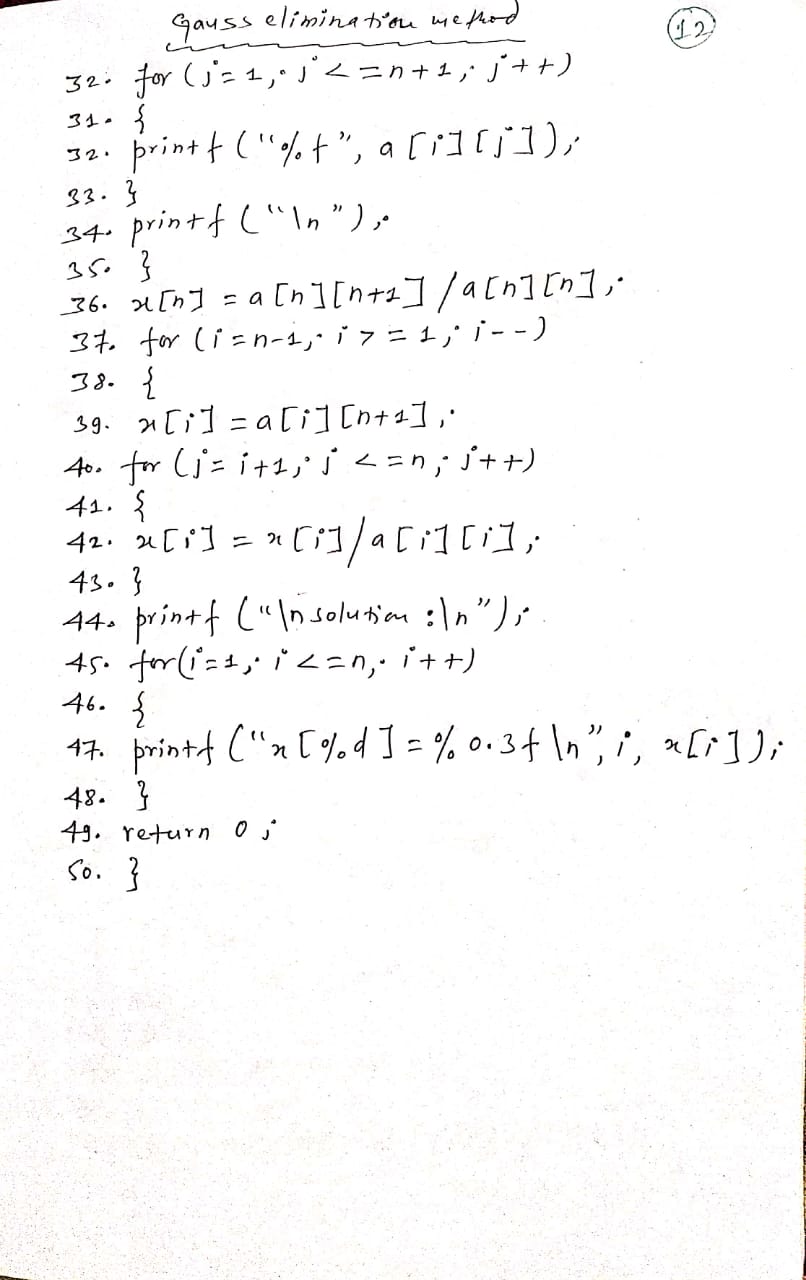 Gauss elimination method
12
32. for (j=1; j<=n+1; j++)
31. {
32. printf ("%f", a[i][j]);
33. }
34. printf ("\n");
35. }
36. x[n] = a[n][n+1]/a[n][n];
37. for (i=n-1; i>=1; i--)
38. {
39. x[i] = a[i][n+1];
40. for (j=i+1; j<=n; j++)
41. {
42. x[i] = x[i]/a[i][i];
43. }
44. printf ("\nsolution :\n");
45. for(i=1; i<=n; i++)
46. {
47. printf ("x[%d]=%0.3f\n", i, x[i]);
48. }
49. return 0;
50. }